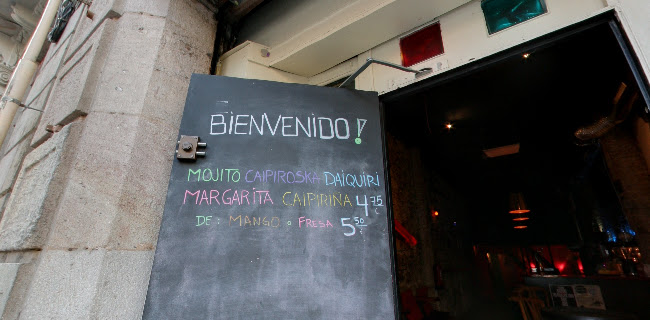 BIENVENIDO!
MOJITO CAIPIROSKA DAIQUIRI
MARGARITA CAIPIRINA 4,75€
DE: MANGO o FRESA 5,50€